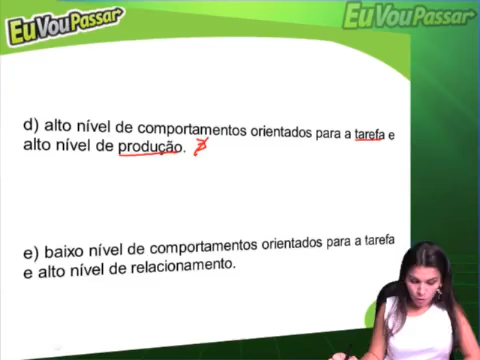 EuVouPassar
EuVouPassar
d) alto nível de comportamentos orientados para a tarefa e
alto nível de produção.
e) baixo nível de comportamentos orientados para a tarefa
e alto nível de relacionamento.